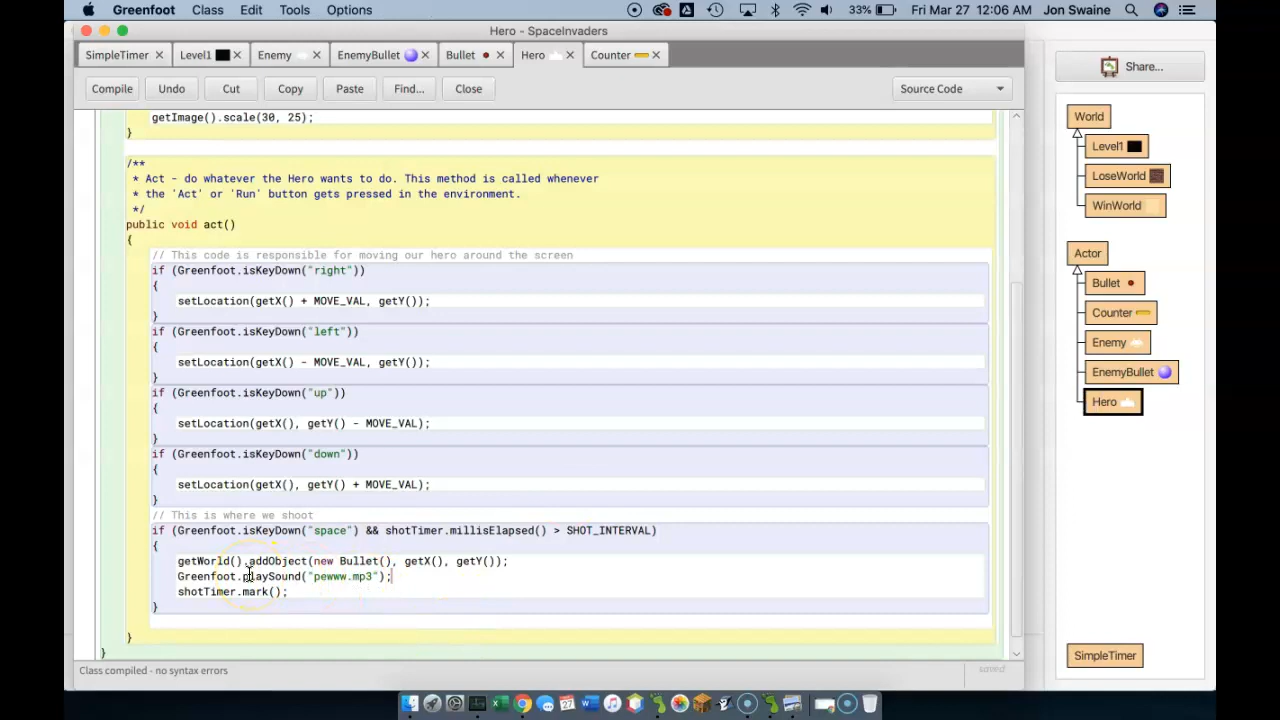 Greenfoot Class Edit Tools Options 33% Fri Mar 27 12:06 AM Jon Swaine
Hero - SpaceInvaders
SimpleTimer Level1 Enemy EnemyBullet Bullet Hero Counter
Compile Undo Cut Copy Paste Find... Close Source Code
Share...
getImage().scale(30, 25);
}
/**
* Act - do whatever the Hero wants to do. This method is called whenever
* the 'Act' or 'Run' button gets pressed in the environment.
*/
public void act()
{
// This code is responsible for moving our hero around the screen
if (Greenfoot.isKeyDown("right"))
{
setLocation(getX() + MOVE_VAL, getY());
}
if (Greenfoot.isKeyDown("left"))
{
setLocation(getX() - MOVE_VAL, getY());
}
if (Greenfoot.isKeyDown("up"))
{
setLocation(getX(), getY() - MOVE_VAL);
}
if (Greenfoot.isKeyDown("down"))
{
setLocation(getX(), getY() + MOVE_VAL);
}
// This is where we shoot
if (Greenfoot.isKeyDown("space") && shotTimer.millisElapsed() > SHOT_INTERVAL)
{
getWorld().addObject(new Bullet(), getX(), getY());
Greenfoot.playSound("pewww.mp3");
shotTimer.mark();
}
}
}
Class compiled - no syntax errors
saved
World
Level1
LoseWorld
WinWorld
Actor
Bullet
Counter
Enemy
EnemyBullet
Hero
SimpleTimer